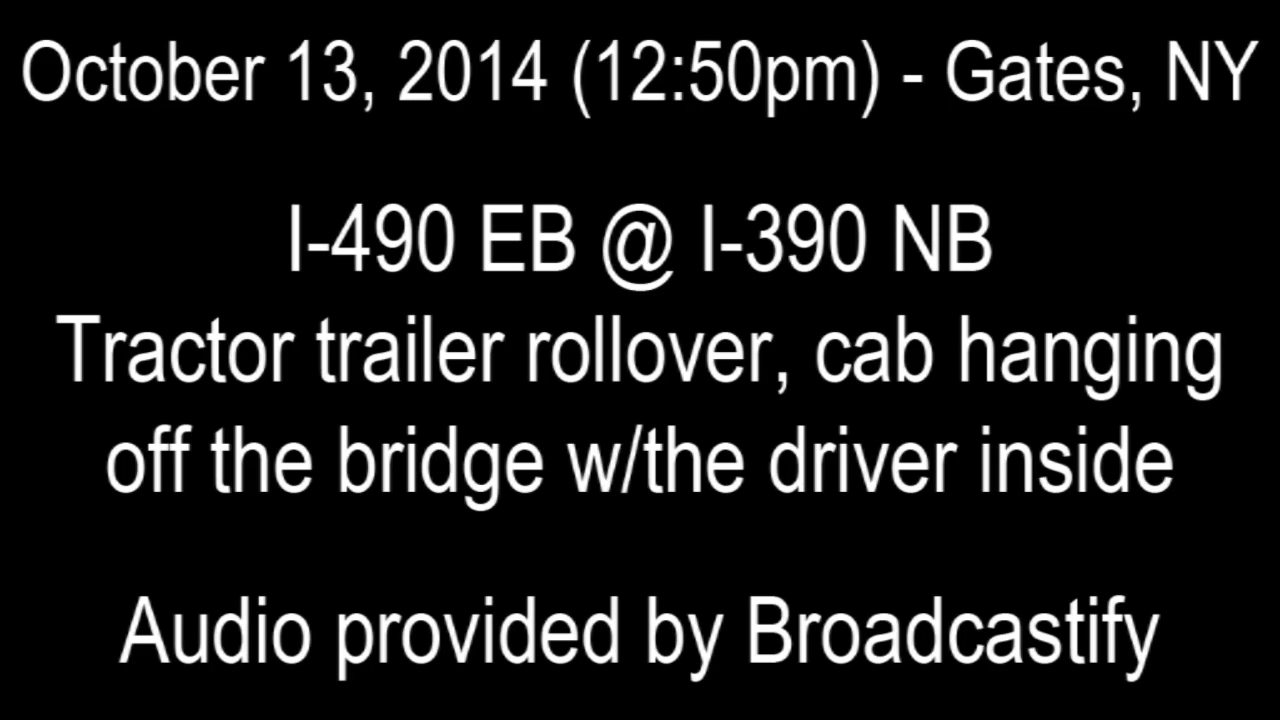 October 13, 2014 (12:50pm) - Gates, NY
I-490 EB @ I-390 NB
Tractor trailer rollover, cab hanging
off the bridge w/the driver inside
Audio provided by Broadcastify